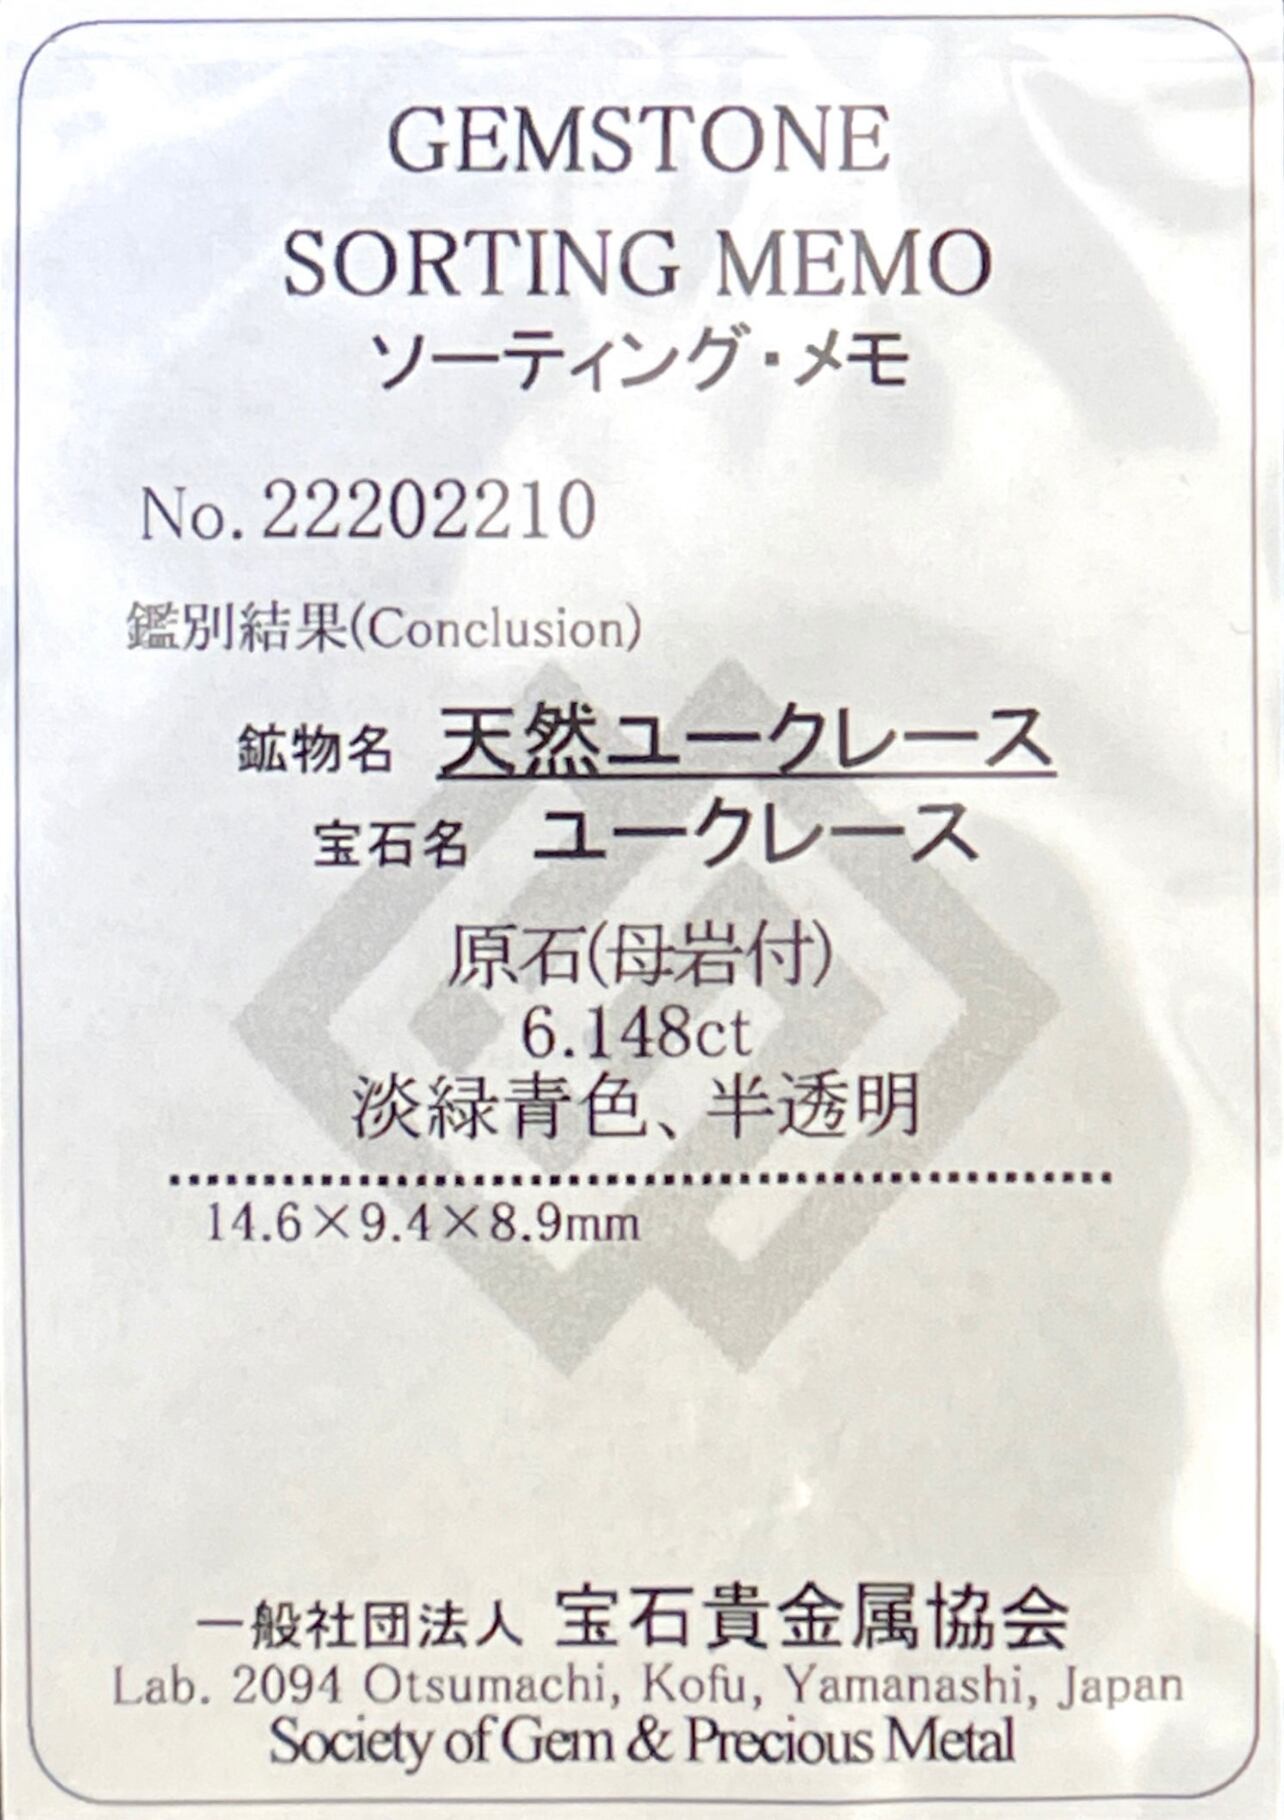 GEMSTONE
SORTING MEMO
ソーティング・メモ
No. 22202210
鑑別結果(Conclusion)
鉱物名 天然ユークレース
宝石名 ユークレース
原石(母岩付)
6.148ct
淡緑青色、半透明
14.6×9.4×8.9mm
一般社団法人 宝石貴金属協会
Lab. 2094 Otsumachi, Kofu, Yamanashi, Japan
Society of Gem & Precious Metal